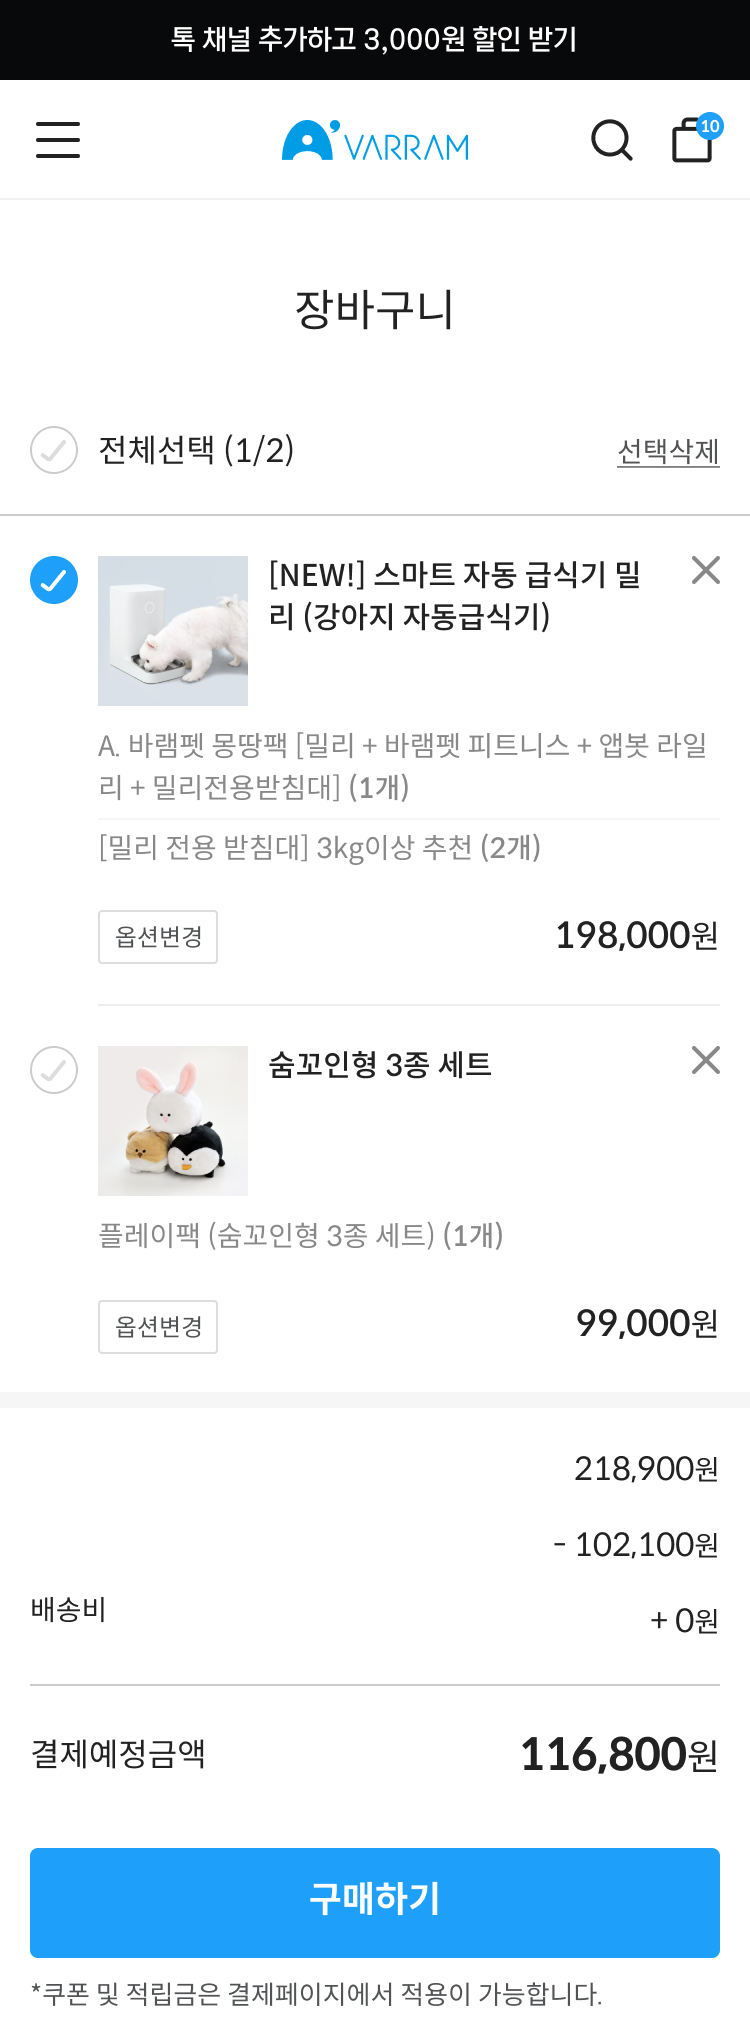 톡 채널 추가하고 3,000원 할인 받기
VARRAM
10
장바구니
전체선택 (1/2)
선택삭제
[NEW!] 스마트 자동 급식기 밀
리 (강아지 자동급식기)
A. 바램펫 몽땅팩 [밀리 + 바램펫 피트니스 + 앱봇 라일
리 + 밀리전용받침대] (1개)
[밀리 전용 받침대] 3kg이상 추천 (2개)
옵션변경
198,000원
숨꼬인형 3종 세트
플레이팩 (숨꼬인형 3종 세트) (1개)
옵션변경
99,000원
218,900원
- 102,100원
배송비
+ 0원
결제예정금액
116,800원
구매하기
*쿠폰 및 적립금은 결제페이지에서 적용이 가능합니다.